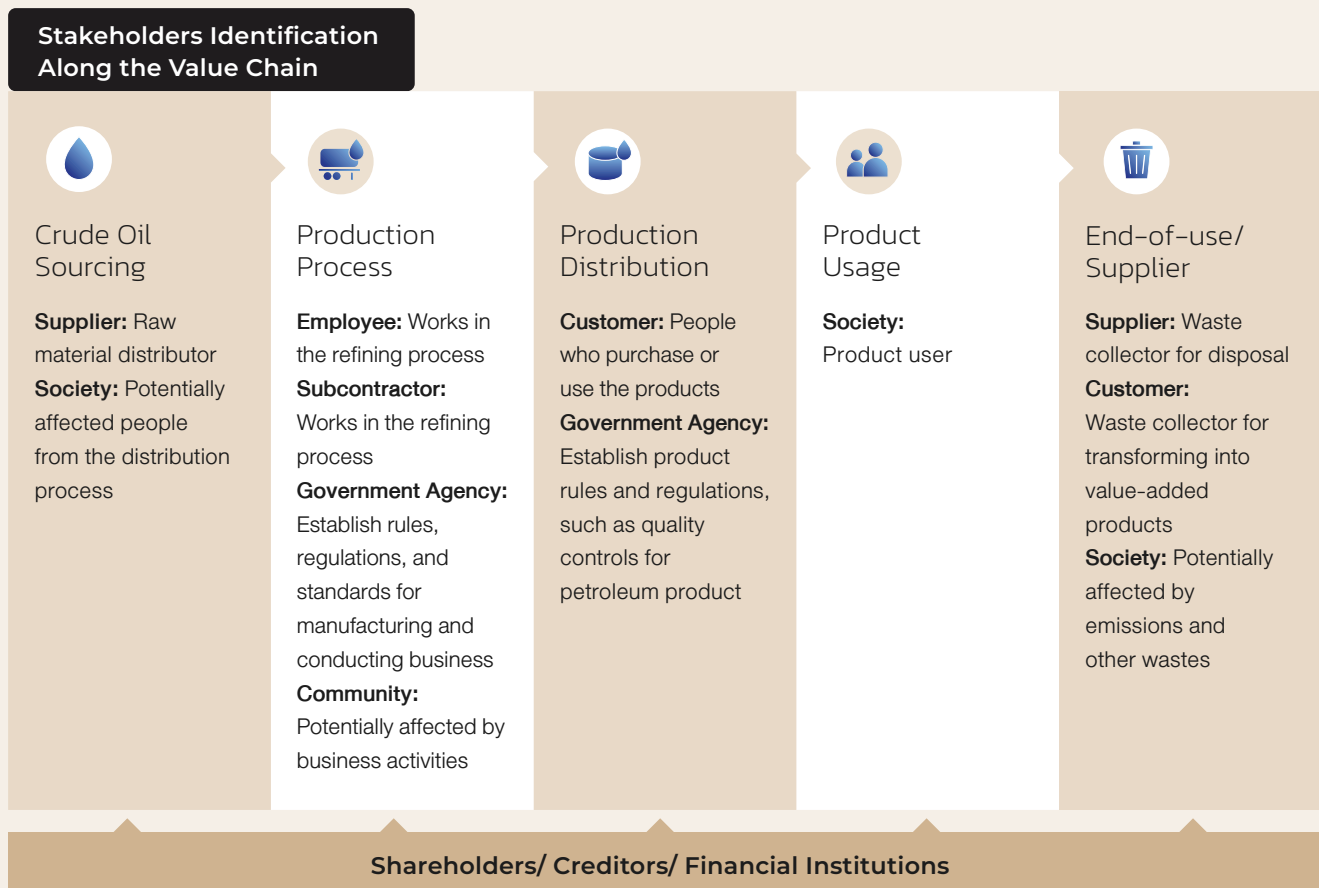 Stakeholders Identification
Along the Value Chain
Crude Oil
Sourcing
Supplier: Raw
material distributor
Society: Potentially
affected people
from the distribution
process
Production
Process
Employee: Works in
the refining process
Subcontractor:
Works in the refining
process
Government Agency:
Establish rules,
regulations, and
standards for
manufacturing and
conducting business
Community:
Potentially affected by
business activities
Production
Distribution
Customer: People
who purchase or
use the products
Government Agency:
Establish product
rules and regulations,
such as quality
controls for
petroleum product
Product
Usage
Society:
Product user
End-of-use/
Supplier
Supplier: Waste
collector for disposal
Customer:
Waste collector for
transforming into
value-added
products
Society: Potentially
affected by
emissions and
other wastes
Shareholders/ Creditors/ Financial Institutions